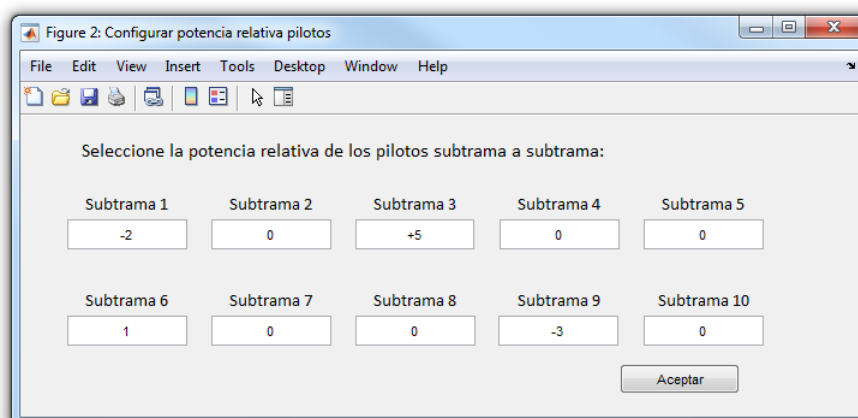 Figure 2: Configurar potencia relativa pilotos
File Edit View Insert Tools Desktop Window Help
Seleccione la potencia relativa de los pilotos subtrama a subtrama:
Subtrama 1 Subtrama 2 Subtrama 3 Subtrama 4 Subtrama 5
-2 0 +5 0 0
Subtrama 6 Subtrama 7 Subtrama 8 Subtrama 9 Subtrama 10
1 0 0 -3 0
Aceptar